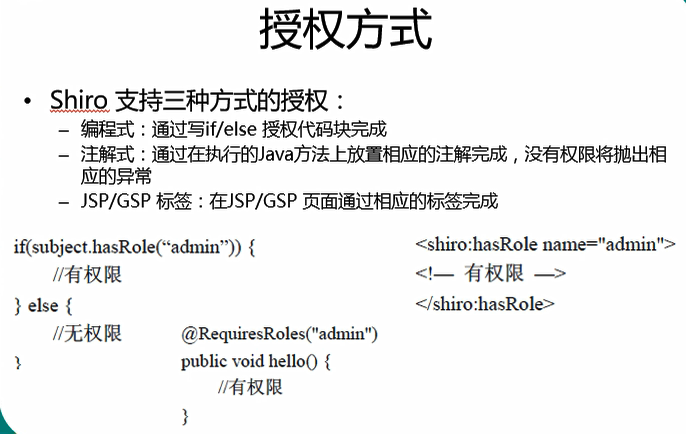 授权方式
• Shiro 支持三种方式的授权：
– 编程式：通过写if/else 授权代码块完成
– 注解式：通过在执行的Java方法上放置相应的注解完成，没有权限将抛出相
应的异常
– JSP/GSP 标签：在JSP/GSP 页面通过相应的标签完成
if(subject.hasRole(“admin”)) {
//有权限
} else {
//无权限
}
@RequiresRoles("admin")
public void hello() {
//有权限
}
<shiro:hasRole name="admin">
<!— 有权限 —>
</shiro:hasRole>